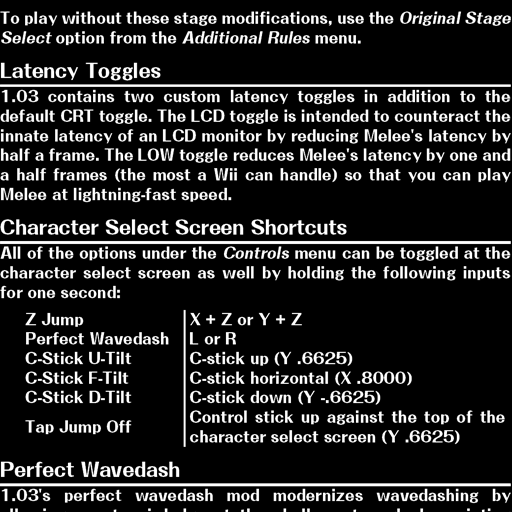 To play without these stage modifications, use the Original Stage
Select option from the Additional Rules menu.
Latency Toggles
1.03 contains two custom latency toggles in addition to the
default CRT toggle. The LCD toggle is intended to counteract the
innate latency of an LCD monitor by reducing Melee's latency by
half a frame. The LOW toggle reduces Melee's latency by one and
a half frames (the most a Wii can handle) so that you can play
Melee at lightning-fast speed.
Character Select Screen Shortcuts
All of the options under the Controls menu can be toggled at the
character select screen as well by holding the following inputs
for one second:
Z Jump X + Z or Y + Z
Perfect Wavedash L or R
C-Stick U-Tilt C-stick up (Y .6625)
C-Stick F-Tilt C-stick horizontal (X .8000)
C-Stick D-Tilt C-stick down (Y -.6625)
Tap Jump Off Control stick up against the top of the
character select screen (Y .6625)
Perfect Wavedash
1.03's perfect wavedash mod modernizes wavedashing by